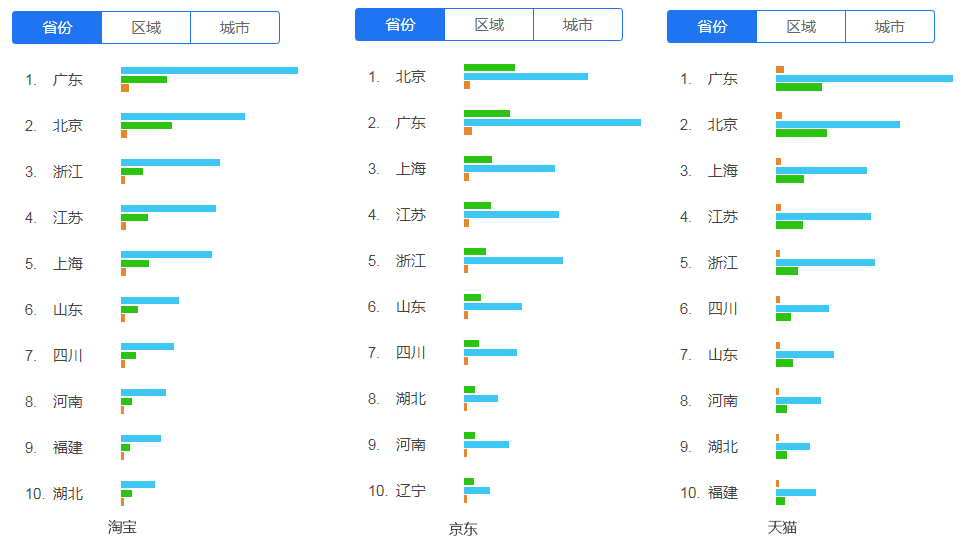 省份 区域 城市
1. 广东
2. 北京
3. 浙江
4. 江苏
5. 上海
6. 山东
7. 四川
8. 河南
9. 福建
10. 湖北
淘宝
省份 区域 城市
1. 北京
2. 广东
3. 上海
4. 江苏
5. 浙江
6. 山东
7. 四川
8. 湖北
9. 河南
10. 辽宁
京东
省份 区域 城市
1. 广东
2. 北京
3. 上海
4. 江苏
5. 浙江
6. 四川
7. 山东
8. 河南
9. 湖北
10. 福建
天猫